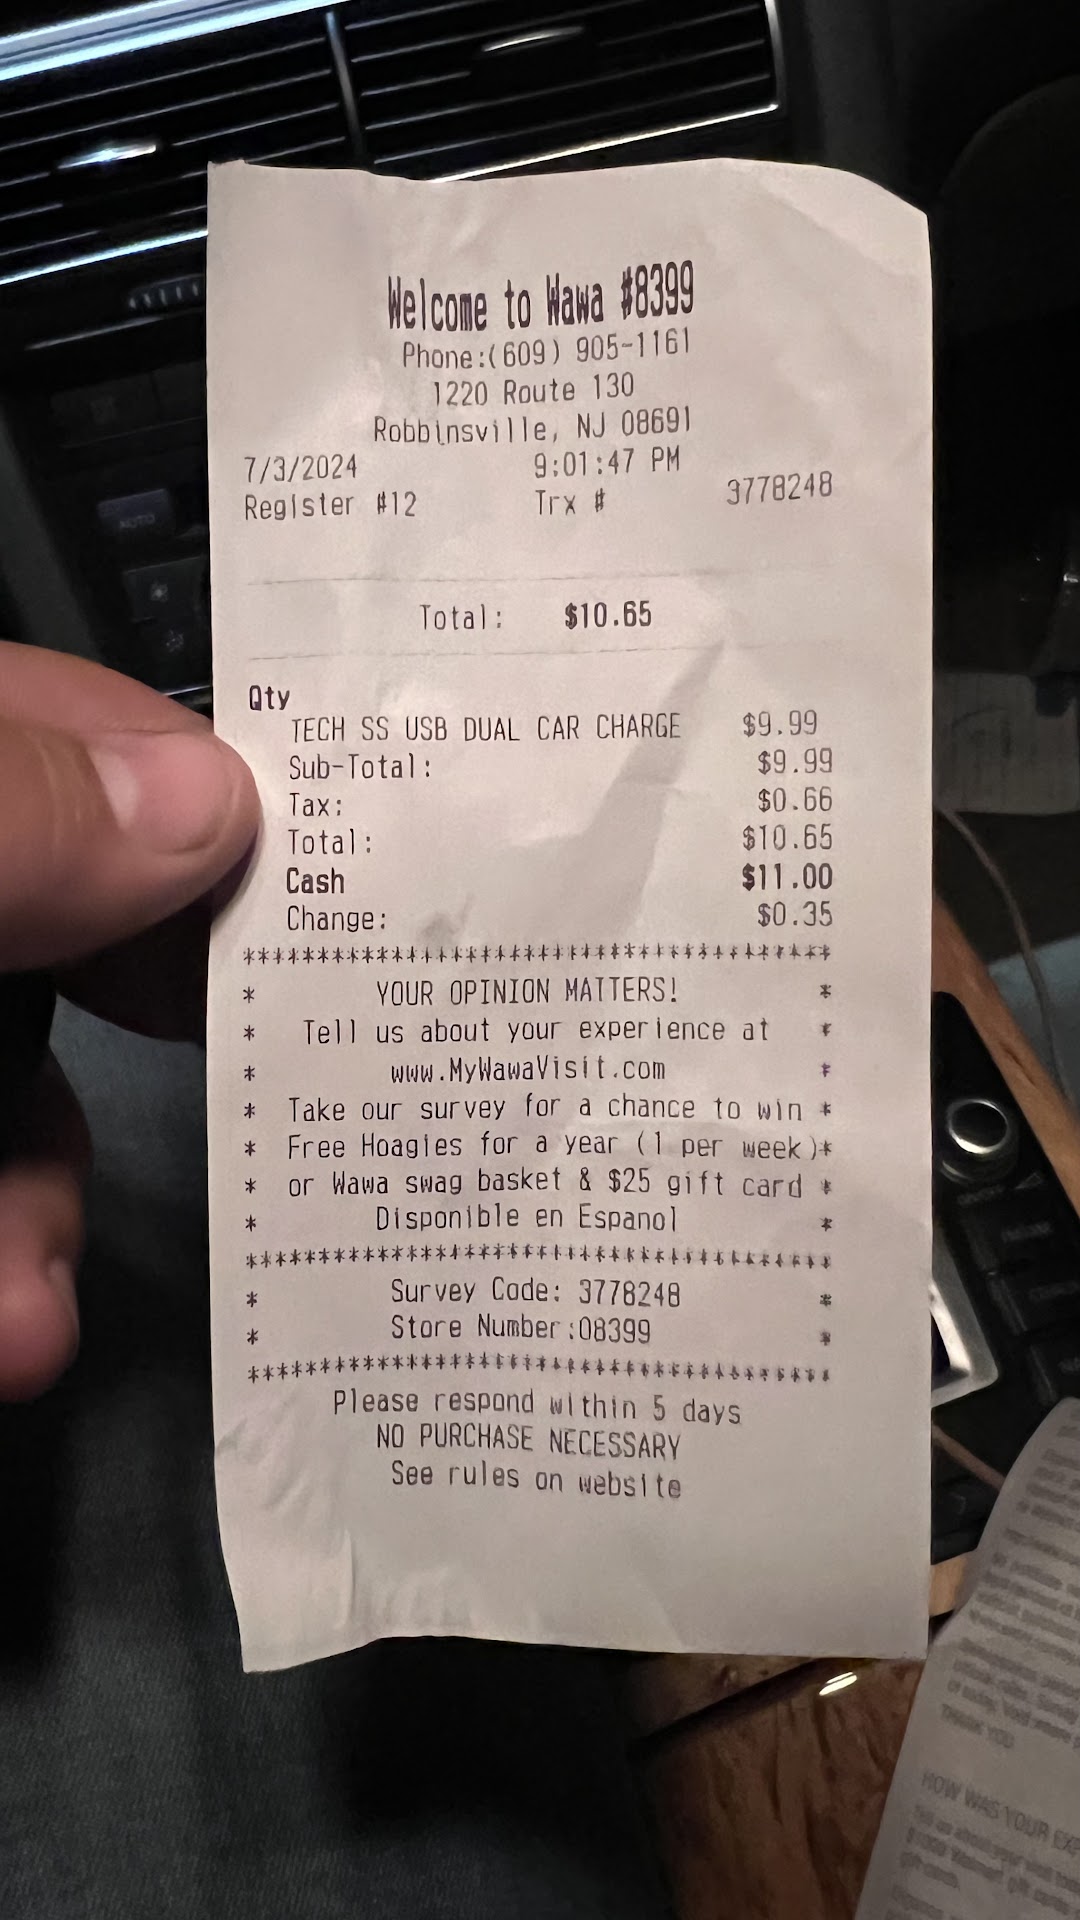 Welcome to Wawa #8399
Phone:(609) 905-1161
1220 Route 130
Robbinsville, NJ 08691
7/3/2024 9:01:47 PM
Register #12 Trx # 3778248
Total: $10.65
Qty
TECH SS USB DUAL CAR CHARGE $9.99
Sub-Total: $9.99
Tax: $0.66
Total: $10.65
Cash $11.00
Change: $0.35
****************************************
* YOUR OPINION MATTERS! *
* Tell us about your experience at *
* www.MyWawaVisit.com *
* Take our survey for a chance to win *
* Free Hoagies for a year (1 per week)*
* or Wawa swag basket & $25 gift card *
* Disponible en Espanol *
****************************************
* Survey Code: 3778248 *
* Store Number:08399 *
****************************************
Please respond within 5 days
NO PURCHASE NECESSARY
See rules on website
AUTO
THANK YOU
HOW WAS YOUR